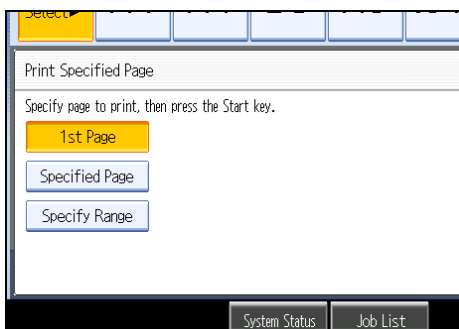 Select►
Print Specified Page
Specify page to print, then press the Start key.
1st Page
Specified Page
Specify Range
System Status
Job List